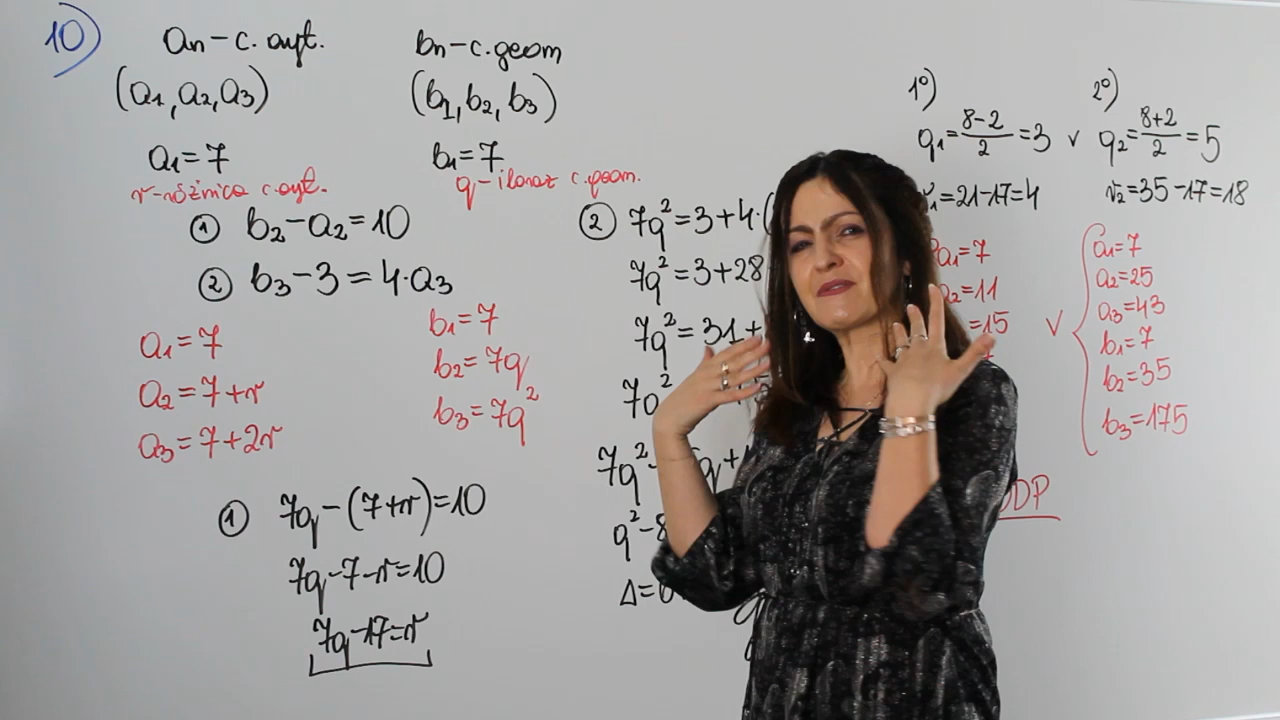 10)
an – c. aryt.
(a1, a2, a3)
a1 = 7
r – różnica c. aryt.
bn – c. geom
(b1, b2, b3)
b1 = 7
q – iloraz c. geom.
① b2 – a2 = 10
② b3 – 3 = 4·a3
a1 = 7
a2 = 7+r
a3 = 7+2r
b1 = 7
b2 = 7q
b3 = 7q²
① 7q – (7+r) = 10
7q – 7 – r = 10
7q – 17 = r
② 7q² = 3+4·(
7q² = 3+28
7q² = 31+
7q²
7q²
q² – 8
Δ =
1°)
q1 = 8–2/2 = 3 v
= 21–17 = 4
a1 = 7
a2 = 11
= 15
v
2°)
q2 = 8+2/2 = 5
r2 = 35–17 = 18
a1 = 7
a2 = 25
a3 = 43
b1 = 7
b2 = 35
b3 = 175
ODP